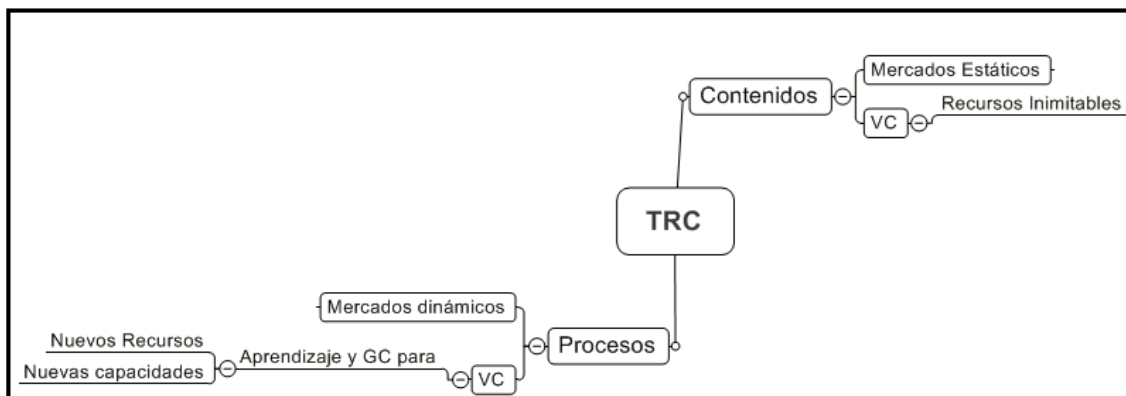 Mercados Estáticos
Contenidos
VC
Recursos Inimitables
TRC
Mercados dinámicos
Procesos
VC
Aprendizaje y GC para
Nuevos Recursos
Nuevas capacidades